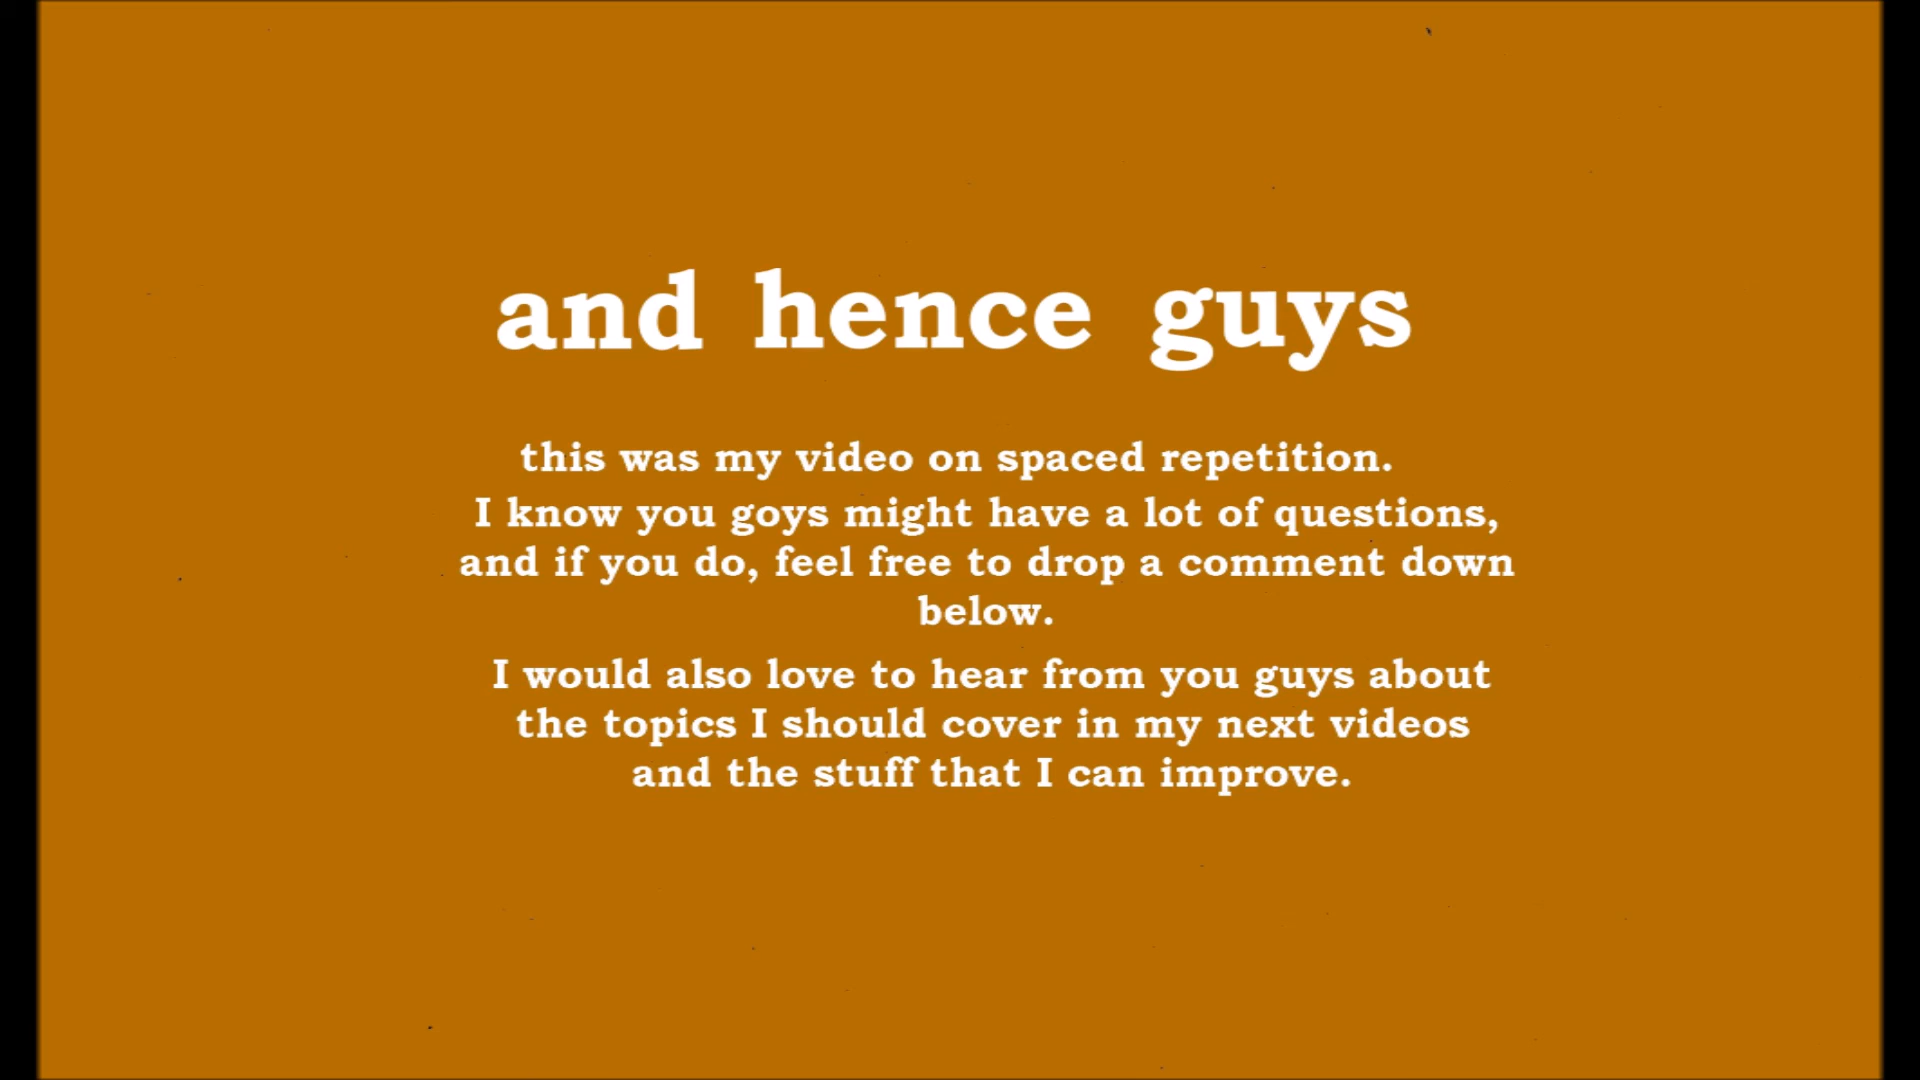 and hence guys
this was my video on spaced repetition.
I know you goys might have a lot of questions,
and if you do, feel free to drop a comment down
below.
I would also love to hear from you guys about
the topics I should cover in my next videos
and the stuff that I can improve.